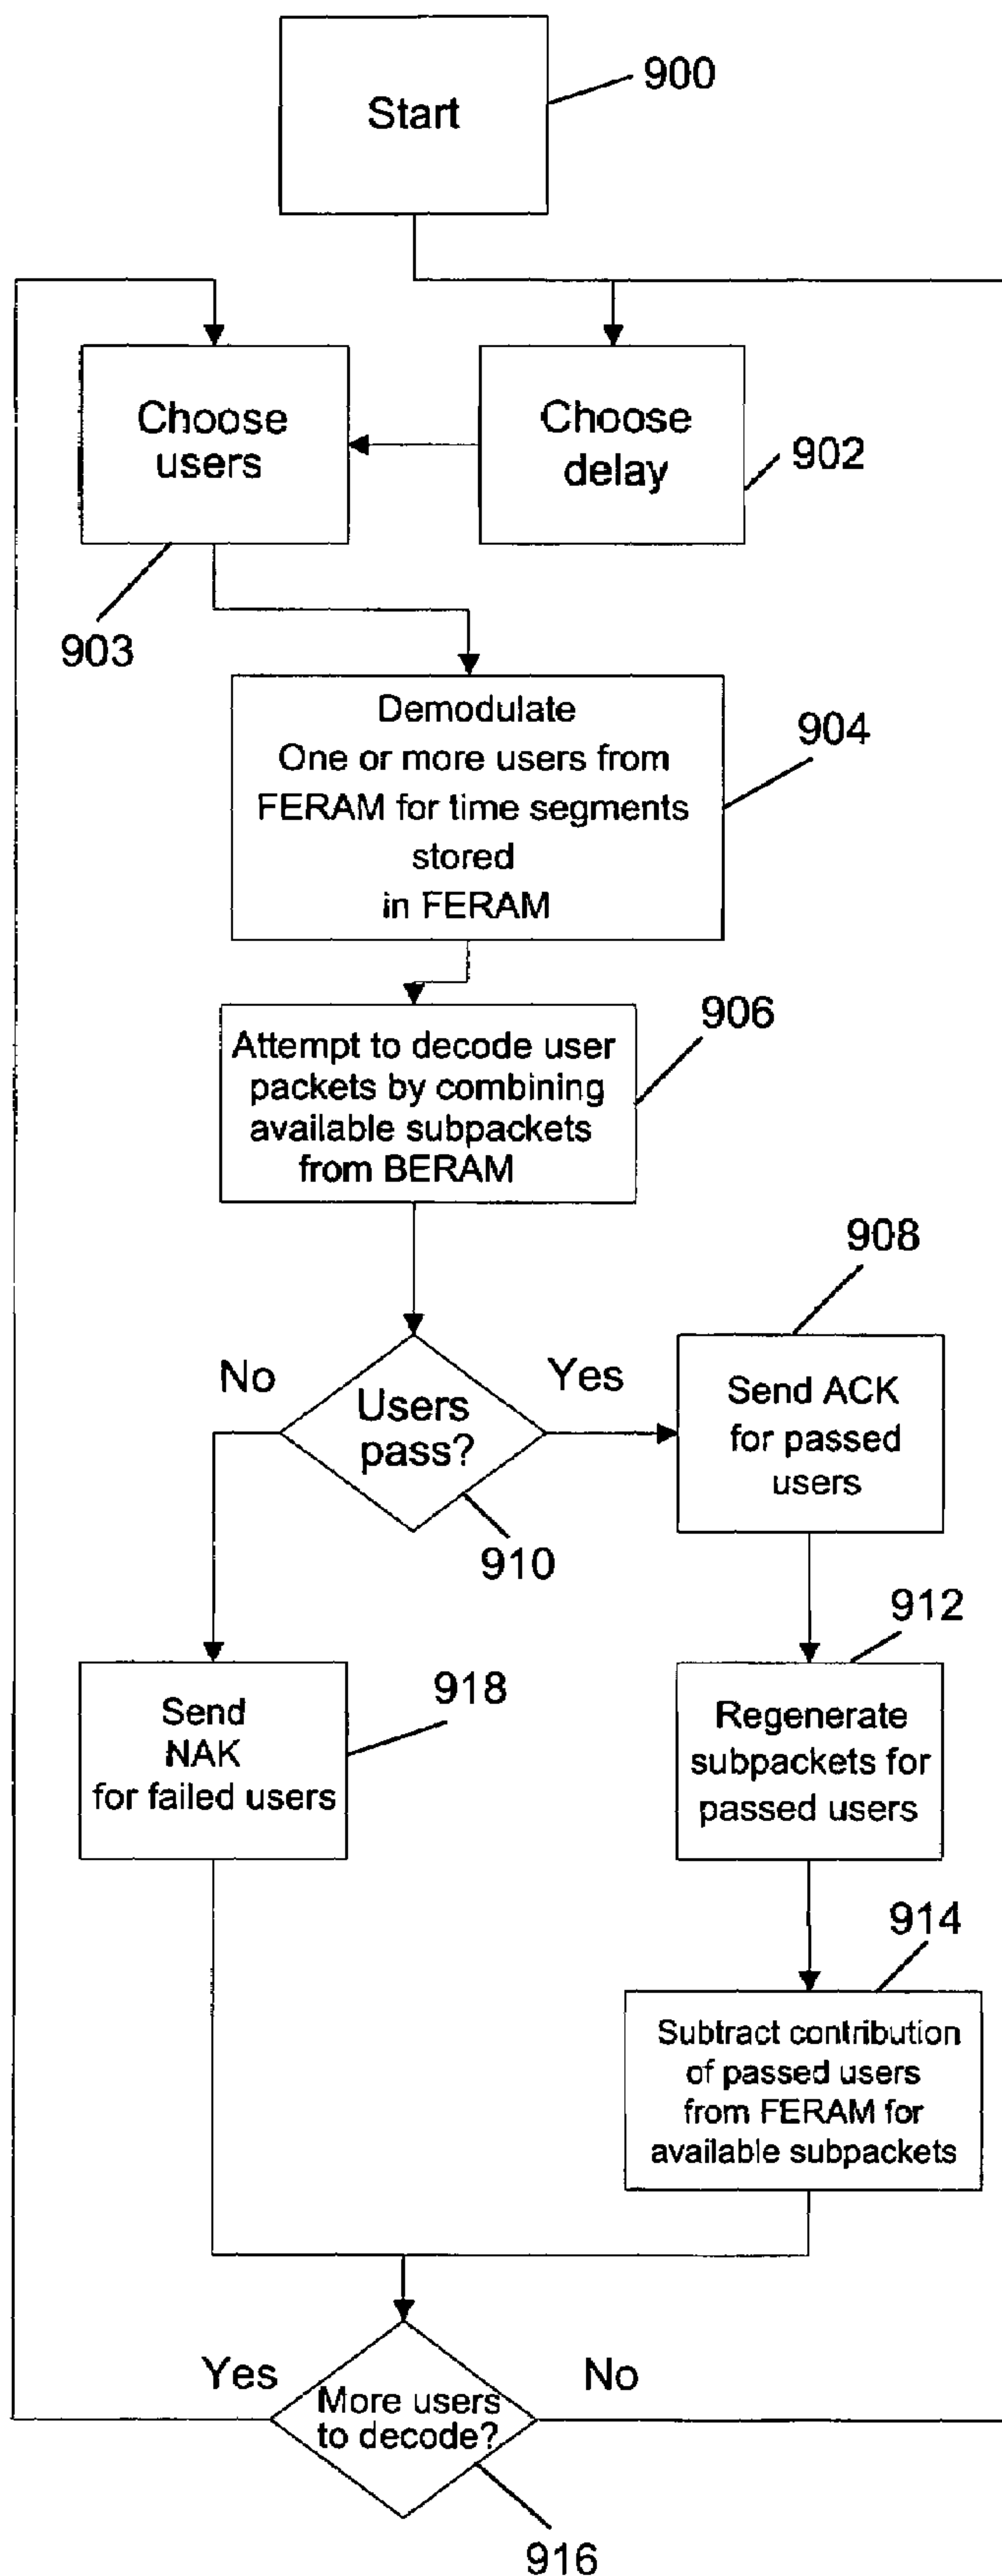 Start
900
Choose
users
Choose
delay
902
903
Demodulate
One or more users from
FERAM for time segments
stored
in FERAM
904
Attempt to decode user
packets by combining
available subpackets
from BERAM
906
908
No
Yes
Users
pass?
Send ACK
for passed
users
910
912
Send
NAK
for failed users
918
Regenerate
subpackets for
passed users
914
Subtract contribution
of passed users
from FERAM for
available subpackets
Yes
No
More users
to decode?
916